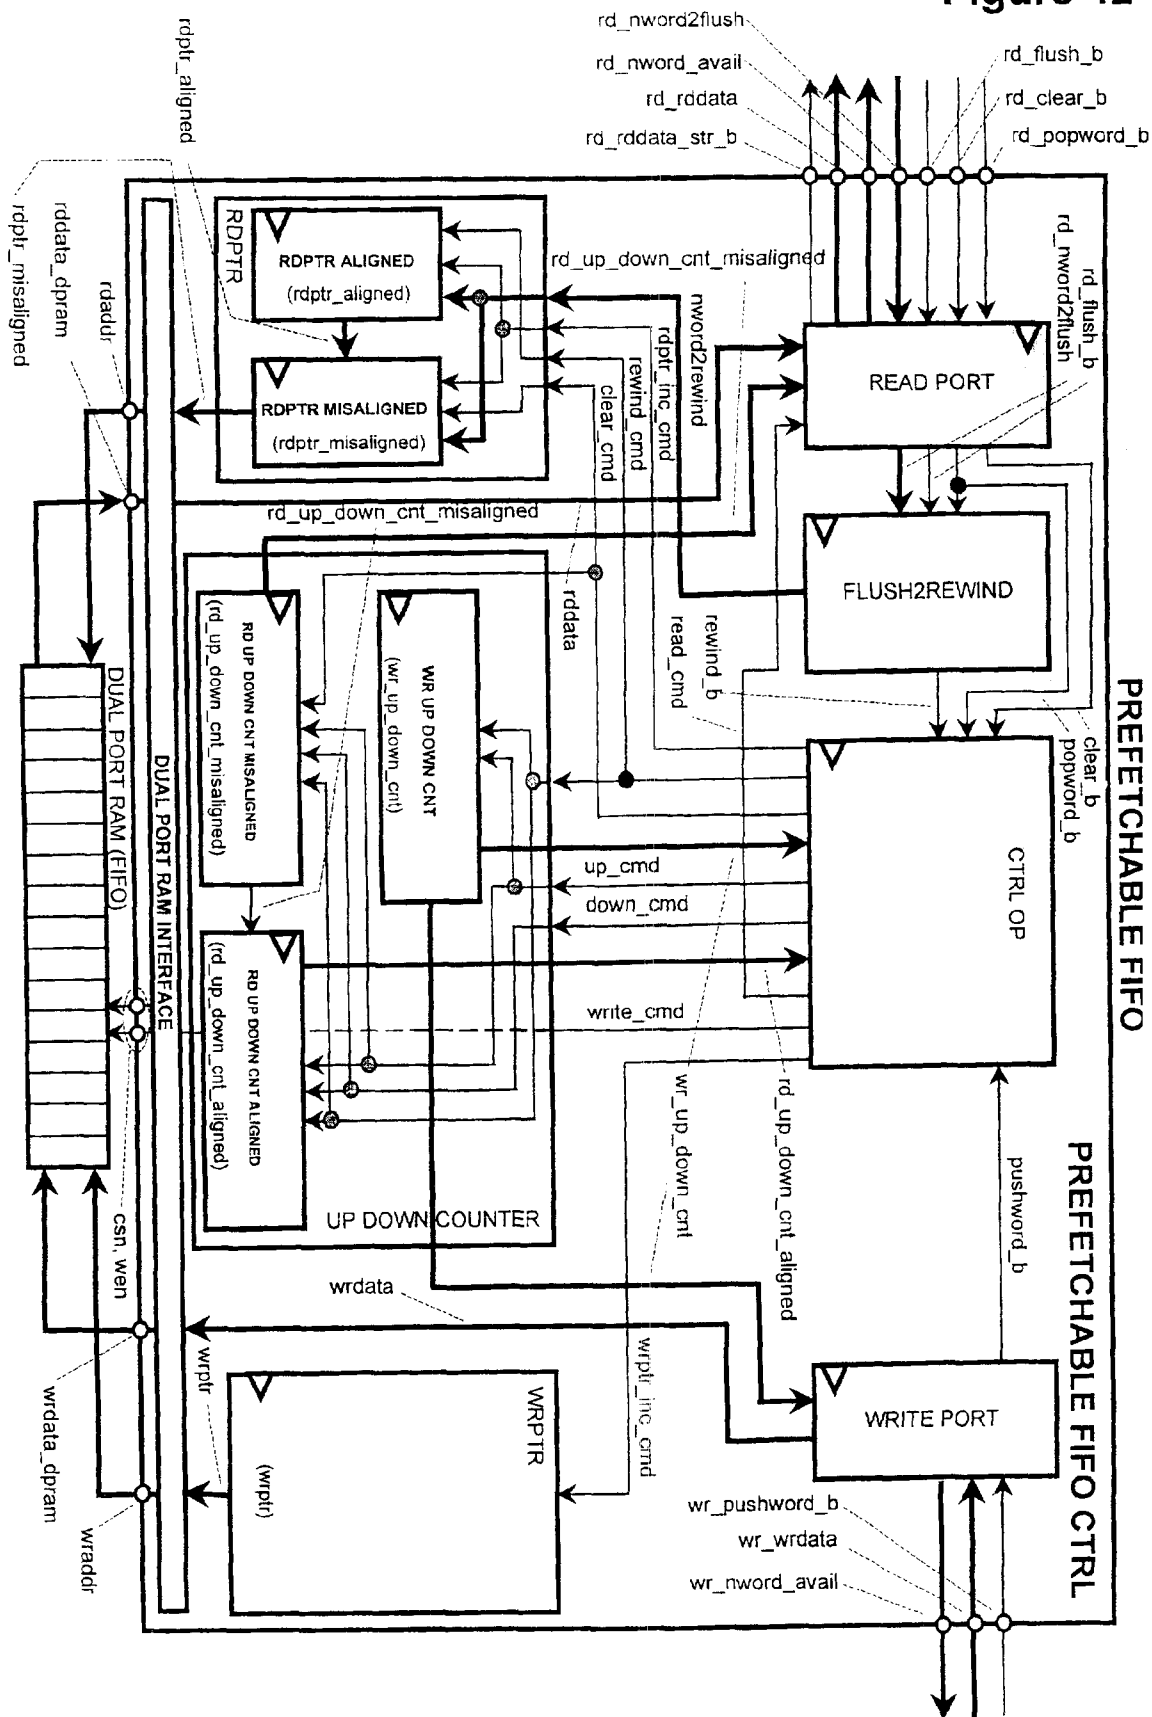 rd_nword2flush
rd_nword_avail
rd_rddata
rd_rddata_str_b
rd_flush_b
rd_clear_b
rd_popword_b
rdptr_aligned
rdptr_misaligned
rddata_dpram
rdaddr
RDPTR
RDPTR ALIGNED
(rdptr_aligned)
RDPTR MISALIGNED
(rdptr_misaligned)
rd_up_down_cnt_misaligned
nword2rewind
rdptr_inc_cmd
rewind_cmd
clear_cmd
rd_flush_b
rd_nword2flush
READ PORT
FLUSH2REWIND
rd_up_down_cnt_misaligned
rddata
rewind_b
read_cmd
clear_b
popword_b
PREFETCHABLE FIFO
PREFETCHABLE FIFO CTRL
CTRL OP
DUAL PORT RAM (FIFO)
DUAL PORT RAM INTERFACE
RD UP DOWN CNT MISALIGNED
(rd_up_down_cnt_misaligned)
WR UP DOWN CNT
(wr_up_down_cnt)
RD UP DOWN CNT ALIGNED
(rd_up_down_cnt_aligned)
UP DOWN COUNTER
up_cmd
down_cmd
write_cmd
wr_up_down_cnt
rd_up_down_cnt_aligned
pushword_b
csn, wen
wrdata
wrptr
wrdata_dpram
wraddr
WRPTR
(wrptr)
wrptr_inc_cmd
WRITE PORT
wr_pushword_b
wr_wrdata
wr_nword_avail